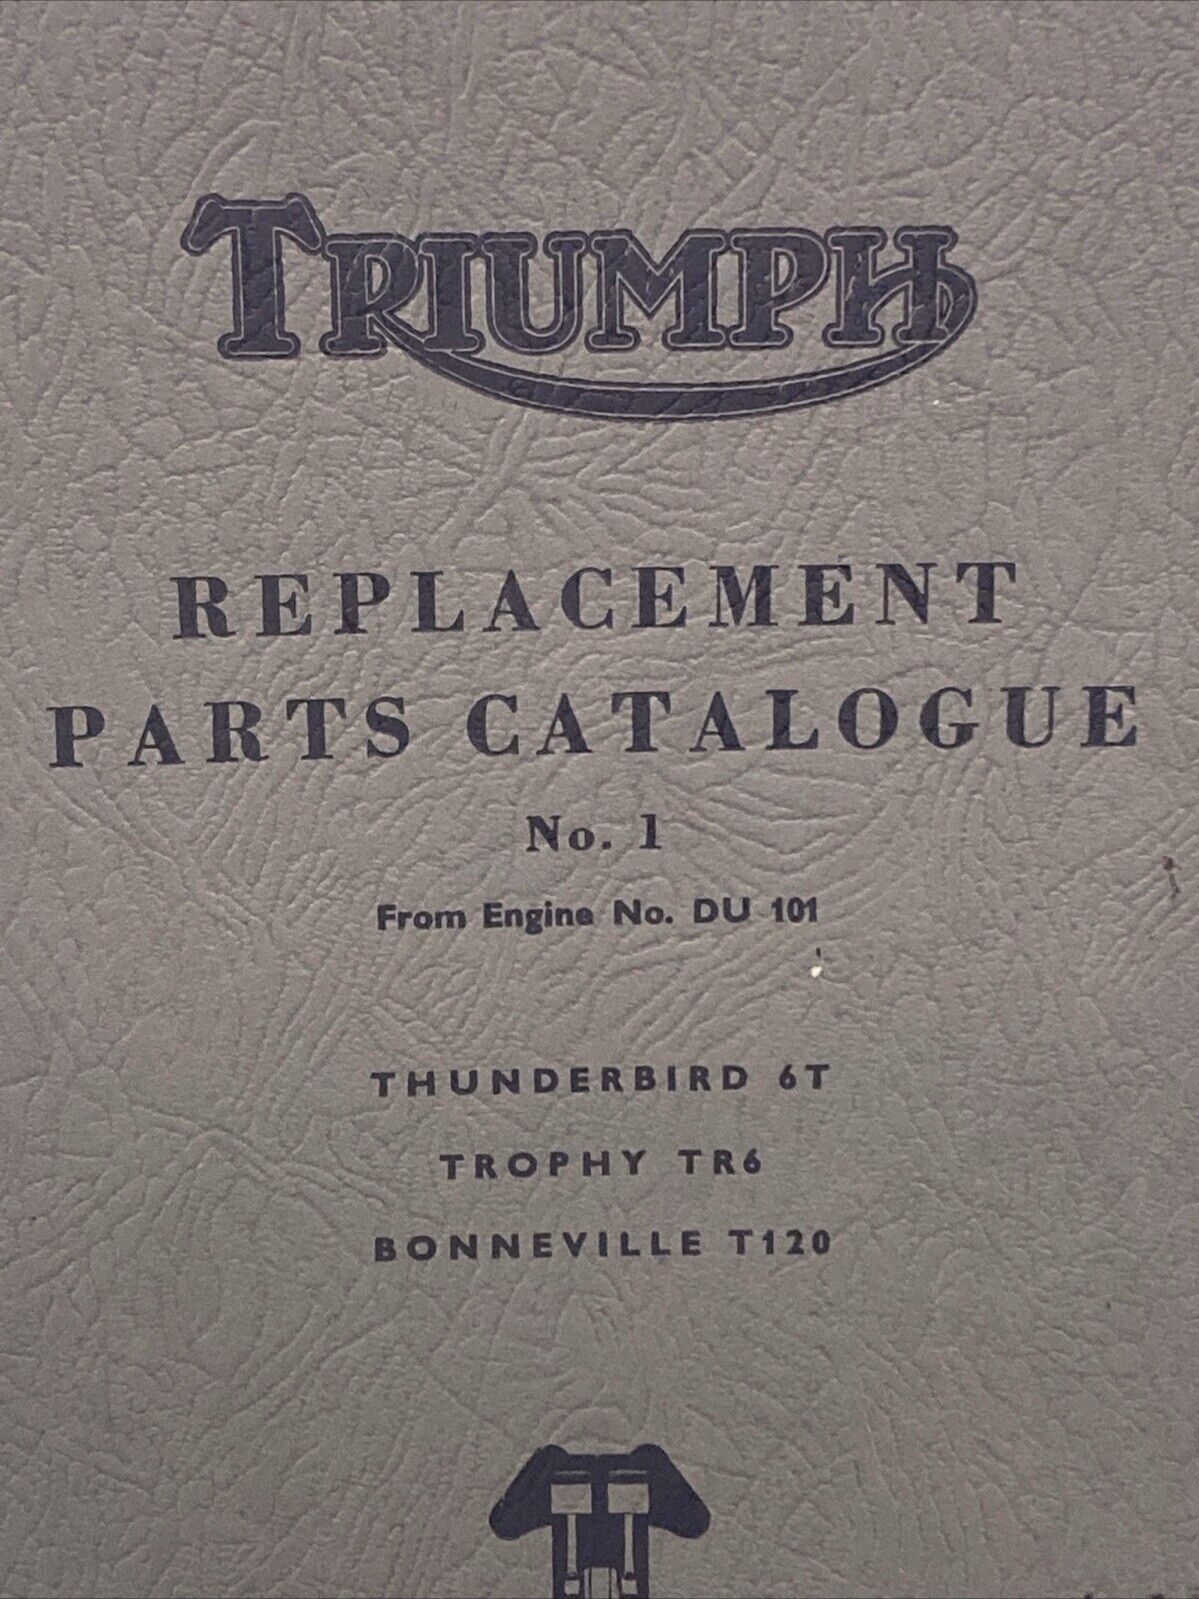 TRIUMPH
REPLACEMENT
PARTS CATALOGUE
No. 1
From Engine No. DU 101
THUNDERBIRD 6T
TROPHY TR6
BONNEVILLE T120